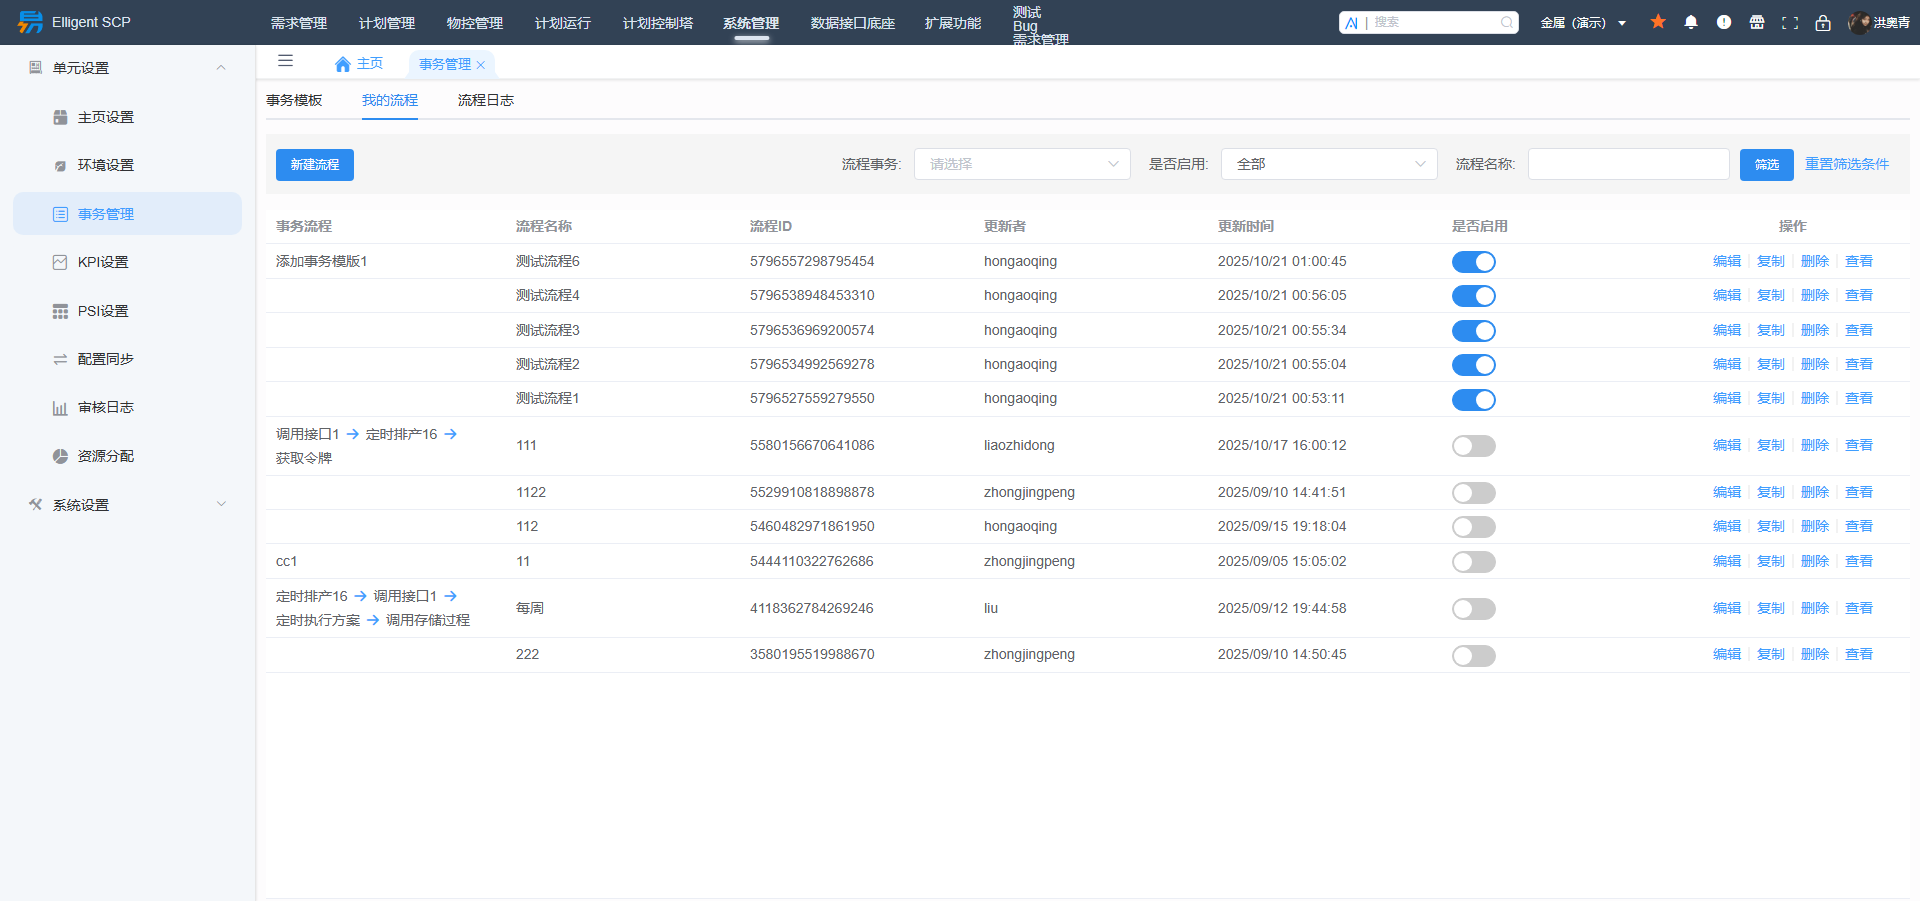 Elligent SCP
需求管理 计划管理 物控管理 计划运行 计划控制塔 系统管理 数据接口底座 扩展功能 测试
Bug
需求管理
AI | 搜索 金属（演示） 洪奥青
单元设置
主页设置
环境设置
事务管理
KPI设置
PSI设置
配置同步
审核日志
资源分配
系统设置
主页 事务管理
事务模板 我的流程 流程日志
新建流程 流程事务: 请选择 是否启用: 全部 流程名称: 筛选 重置筛选条件
事务流程 流程名称 流程ID 更新者 更新时间 是否启用 操作
添加事务模版1 测试流程6 5796557298795454 hongaoqing 2025/10/21 01:00:45 编辑 复制 删除 查看
测试流程4 5796538948453310 hongaoqing 2025/10/21 00:56:05 编辑 复制 删除 查看
测试流程3 5796536969200574 hongaoqing 2025/10/21 00:55:34 编辑 复制 删除 查看
测试流程2 5796534992569278 hongaoqing 2025/10/21 00:55:04 编辑 复制 删除 查看
测试流程1 5796527559279550 hongaoqing 2025/10/21 00:53:11 编辑 复制 删除 查看
调用接口1 → 定时排产16 →
获取令牌 111 5580156670641086 liaozhidong 2025/10/17 16:00:12 编辑 复制 删除 查看
1122 5529910818898878 zhongjingpeng 2025/09/10 14:41:51 编辑 复制 删除 查看
112 5460482971861950 hongaoqing 2025/09/15 19:18:04 编辑 复制 删除 查看
cc1 11 5444110322762686 zhongjingpeng 2025/09/05 15:05:02 编辑 复制 删除 查看
定时排产16 → 调用接口1 →
定时执行方案 → 调用存储过程 每周 4118362784269246 liu 2025/09/12 19:44:58 编辑 复制 删除 查看
222 3580195519988670 zhongjingpeng 2025/09/10 14:50:45 编辑 复制 删除 查看